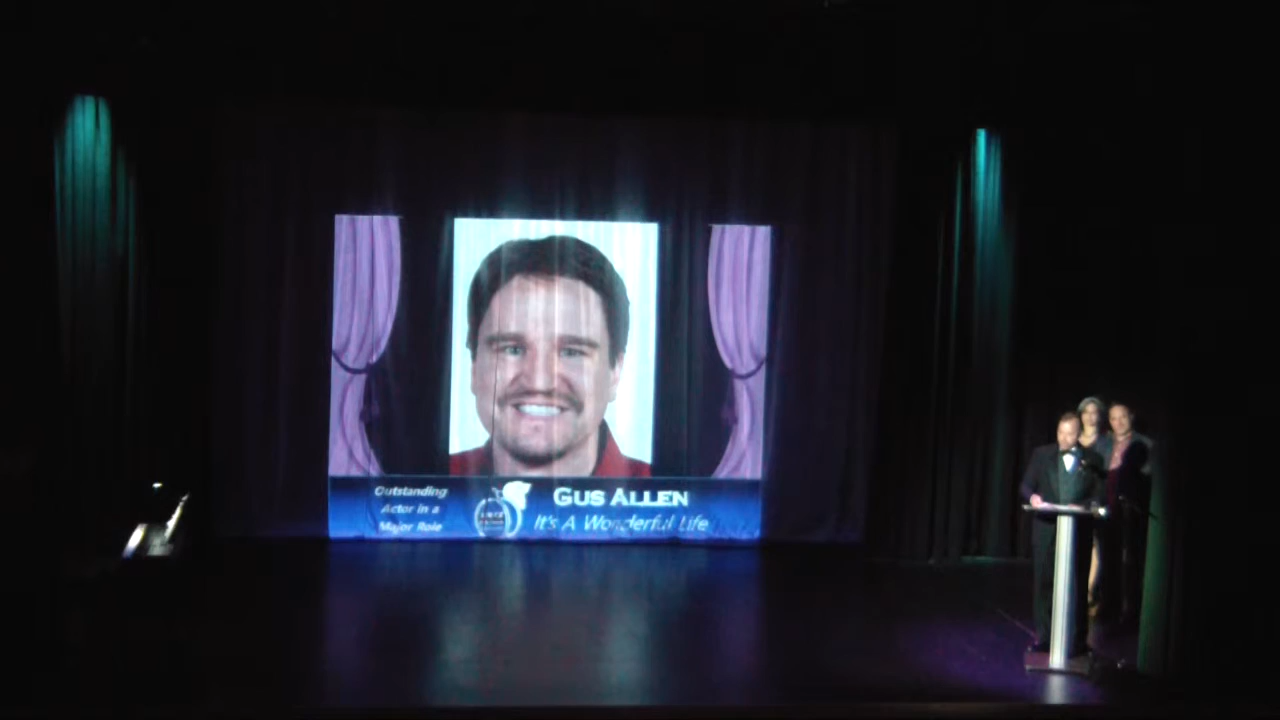 Outstanding
Actor in a
Major Role
GUS ALLEN
It's A Wonderful Life